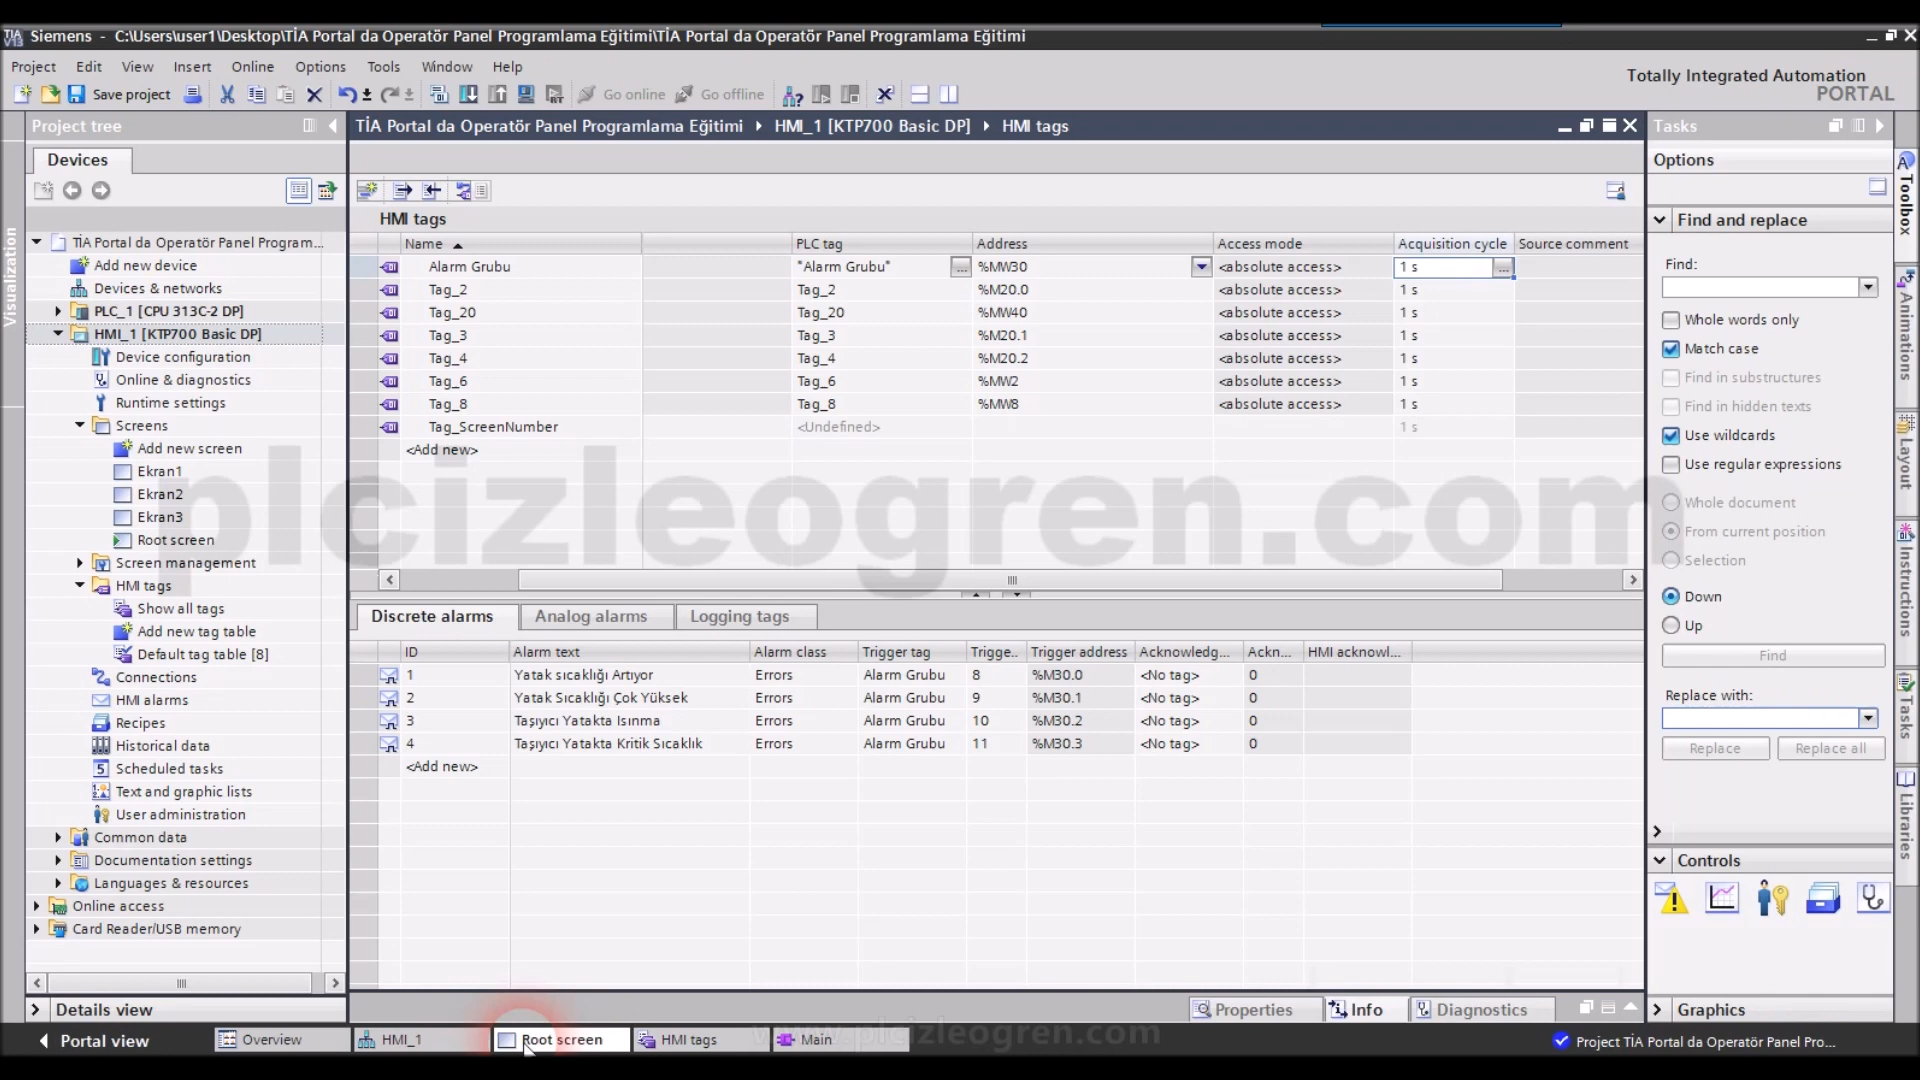 Siemens - C:\Users\user1\Desktop\TİA Portal da Operatör Panel Programlama Eğitimi\TİA Portal da Operatör Panel Programlama Eğitimi
Project Edit View Insert Online Options Tools Window Help
Totally Integrated Automation
PORTAL
Save project Go online Go offline
Project tree
TİA Portal da Operatör Panel Programlama Eğitimi HMI_1 [KTP700 Basic DP] HMI tags
Tasks
Devices
Options
HMI tags
Find and replace
Name PLC tag Address Access mode Acquisition cycle Source comment
Alarm Grubu "Alarm Grubu" ... %MW30 <absolute access> 1 s ...
Tag_2 Tag_2 %M20.0 <absolute access> 1 s
Tag_20 Tag_20 %MW40 <absolute access> 1 s
Tag_3 Tag_3 %M20.1 <absolute access> 1 s
Tag_4 Tag_4 %M20.2 <absolute access> 1 s
Tag_6 Tag_6 %MW2 <absolute access> 1 s
Tag_8 Tag_8 %MW8 <absolute access> 1 s
Tag_ScreenNumber <Undefined> 1 s
<Add new>
TİA Portal da Operatör Panel Program...
Add new device
Devices & networks
PLC_1 [CPU 313C-2 DP]
HMI_1 [KTP700 Basic DP]
Device configuration
Online & diagnostics
Runtime settings
Screens
Add new screen
Ekran1
Ekran2
Ekran3
Root screen
Screen management
HMI tags
Show all tags
Add new tag table
Default tag table [8]
Connections
HMI alarms
Recipes
Historical data
Scheduled tasks
Text and graphic lists
User administration
Common data
Documentation settings
Languages & resources
Online access
Card Reader/USB memory
Details view
plcizleogren.com
Discrete alarms Analog alarms Logging tags
ID Alarm text Alarm class Trigger tag Trigge.. Trigger address Acknowledg... Ackn... HMI acknowl...
1 Yatak sıcaklığı Artıyor Errors Alarm Grubu 8 %M30.0 <No tag> 0
2 Yatak Sıcaklığı Çok Yüksek Errors Alarm Grubu 9 %M30.1 <No tag> 0
3 Taşıyıcı Yatakta Isınma Errors Alarm Grubu 10 %M30.2 <No tag> 0
4 Taşıyıcı Yatakta Kritik Sıcaklık Errors Alarm Grubu 11 %M30.3 <No tag> 0
<Add new>
Properties Info Diagnostics
Find:
Whole words only
Match case
Find in substructures
Find in hidden texts
Use wildcards
Use regular expressions
Whole document
From current position
Selection
Down
Up
Find
Replace with:
Replace Replace all
Controls
Graphics
Visualization
Toolbox
Animations
Layout
Instructions
Tasks
Libraries
Portal view Overview HMI_1 Root screen HMI tags Main
www.plcizleogren.com
Project TİA Portal da Operatör Panel Pro...